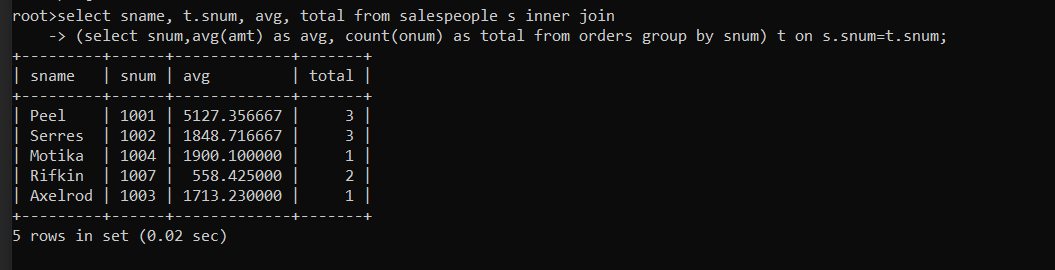 root>select sname, t.snum, avg, total from salespeople s inner join
    -> (select snum,avg(amt) as avg, count(onum) as total from orders group by snum) t on s.snum=t.snum;
+---------+------+-------------+-------+
| sname   | snum | avg         | total |
+---------+------+-------------+-------+
| Peel    | 1001 | 5127.356667 |     3 |
| Serres  | 1002 | 1848.716667 |     3 |
| Motika  | 1004 | 1900.100000 |     1 |
| Rifkin  | 1007 |  558.425000 |     2 |
| Axelrod | 1003 | 1713.230000 |     1 |
+---------+------+-------------+-------+
5 rows in set (0.02 sec)